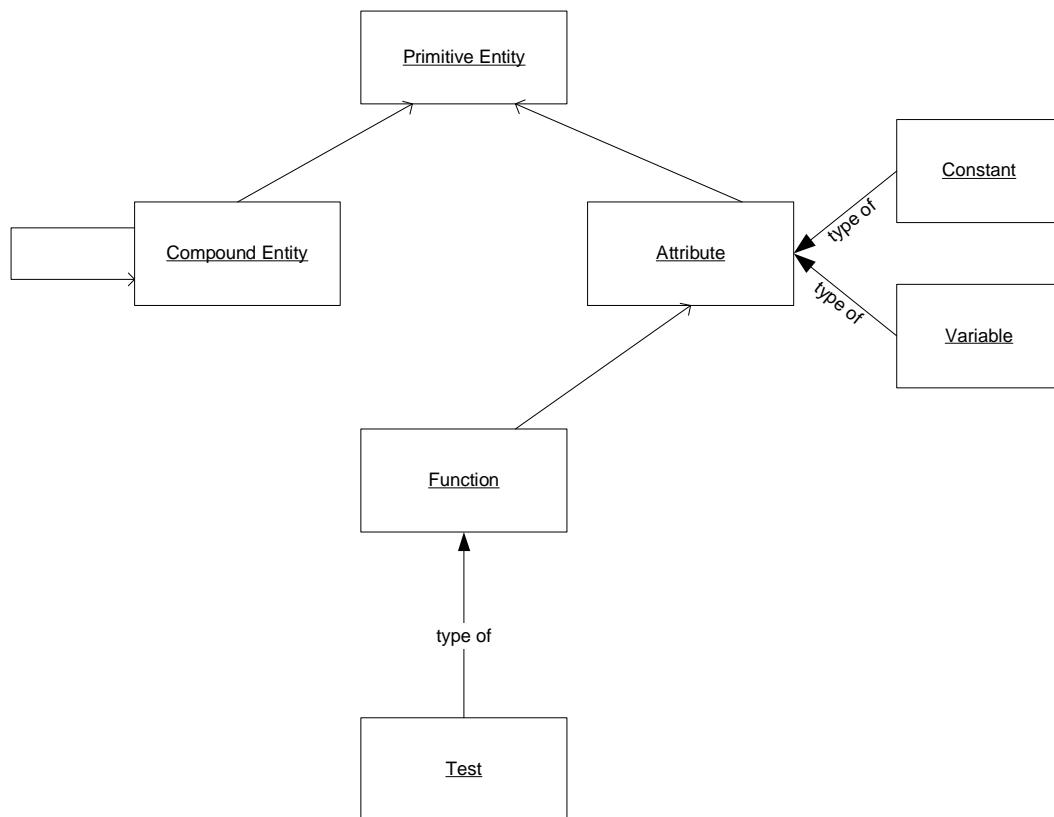 Primitive Entity
Constant
type of
Compound Entity
Attribute
type of
Variable
Function
type of
Test